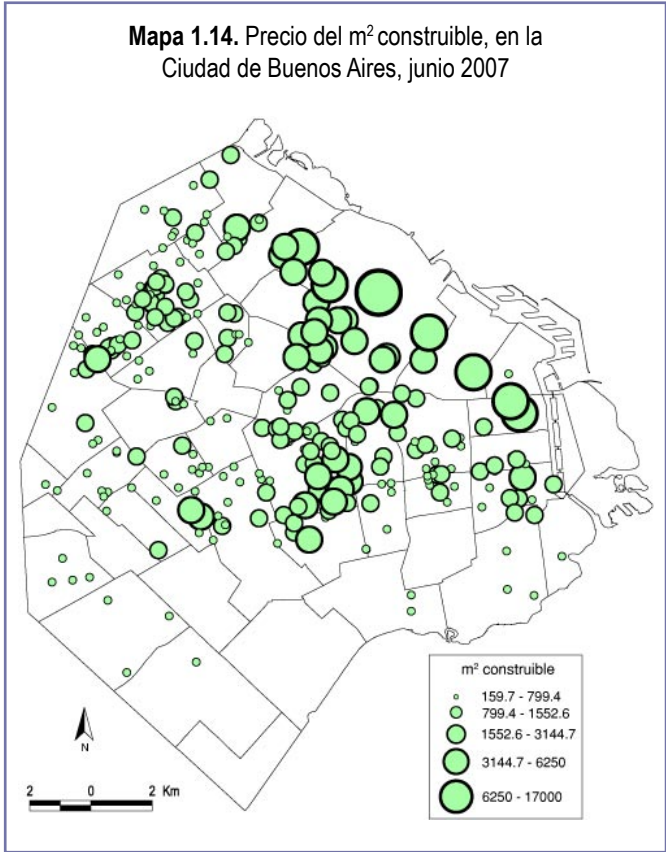 Mapa 1.14. Precio del m² construible, en la
Ciudad de Buenos Aires, junio 2007
m² construible
159.7 - 799.4
799.4 - 1552.6
1552.6 - 3144.7
3144.7 - 6250
6250 - 17000
N
2 0 2 Km